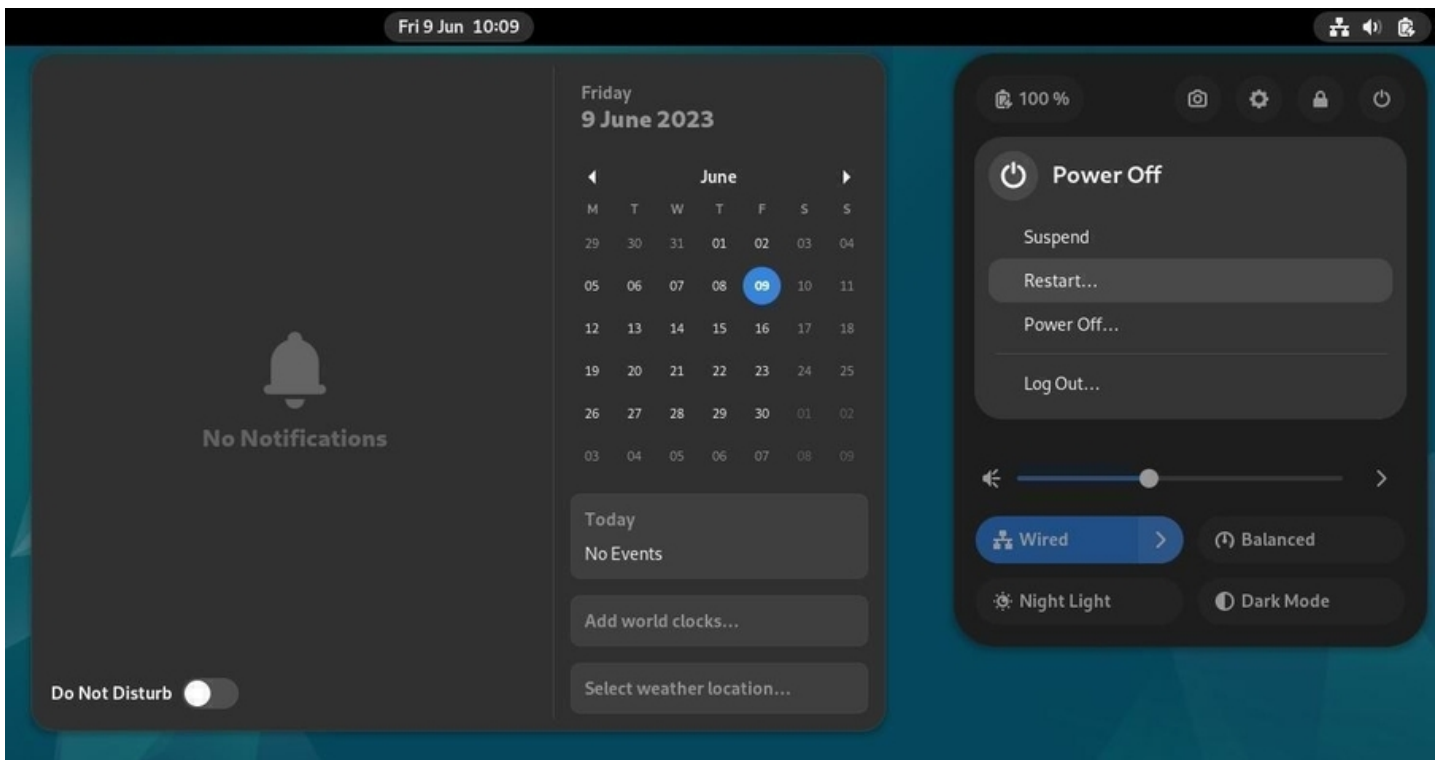 Fri 9 Jun 10:09
No Notifications
Do Not Disturb
Friday
9 June 2023
June
M T W T F S S
29 30 31 01 02 03 04
05 06 07 08 09 10 11
12 13 14 15 16 17 18
19 20 21 22 23 24 25
26 27 28 29 30 01 02
03 04 05 06 07 08 09
Today
No Events
Add world clocks...
Select weather location...
100 %
Power Off
Suspend
Restart...
Power Off...
Log Out...
Wired
Balanced
Night Light
Dark Mode